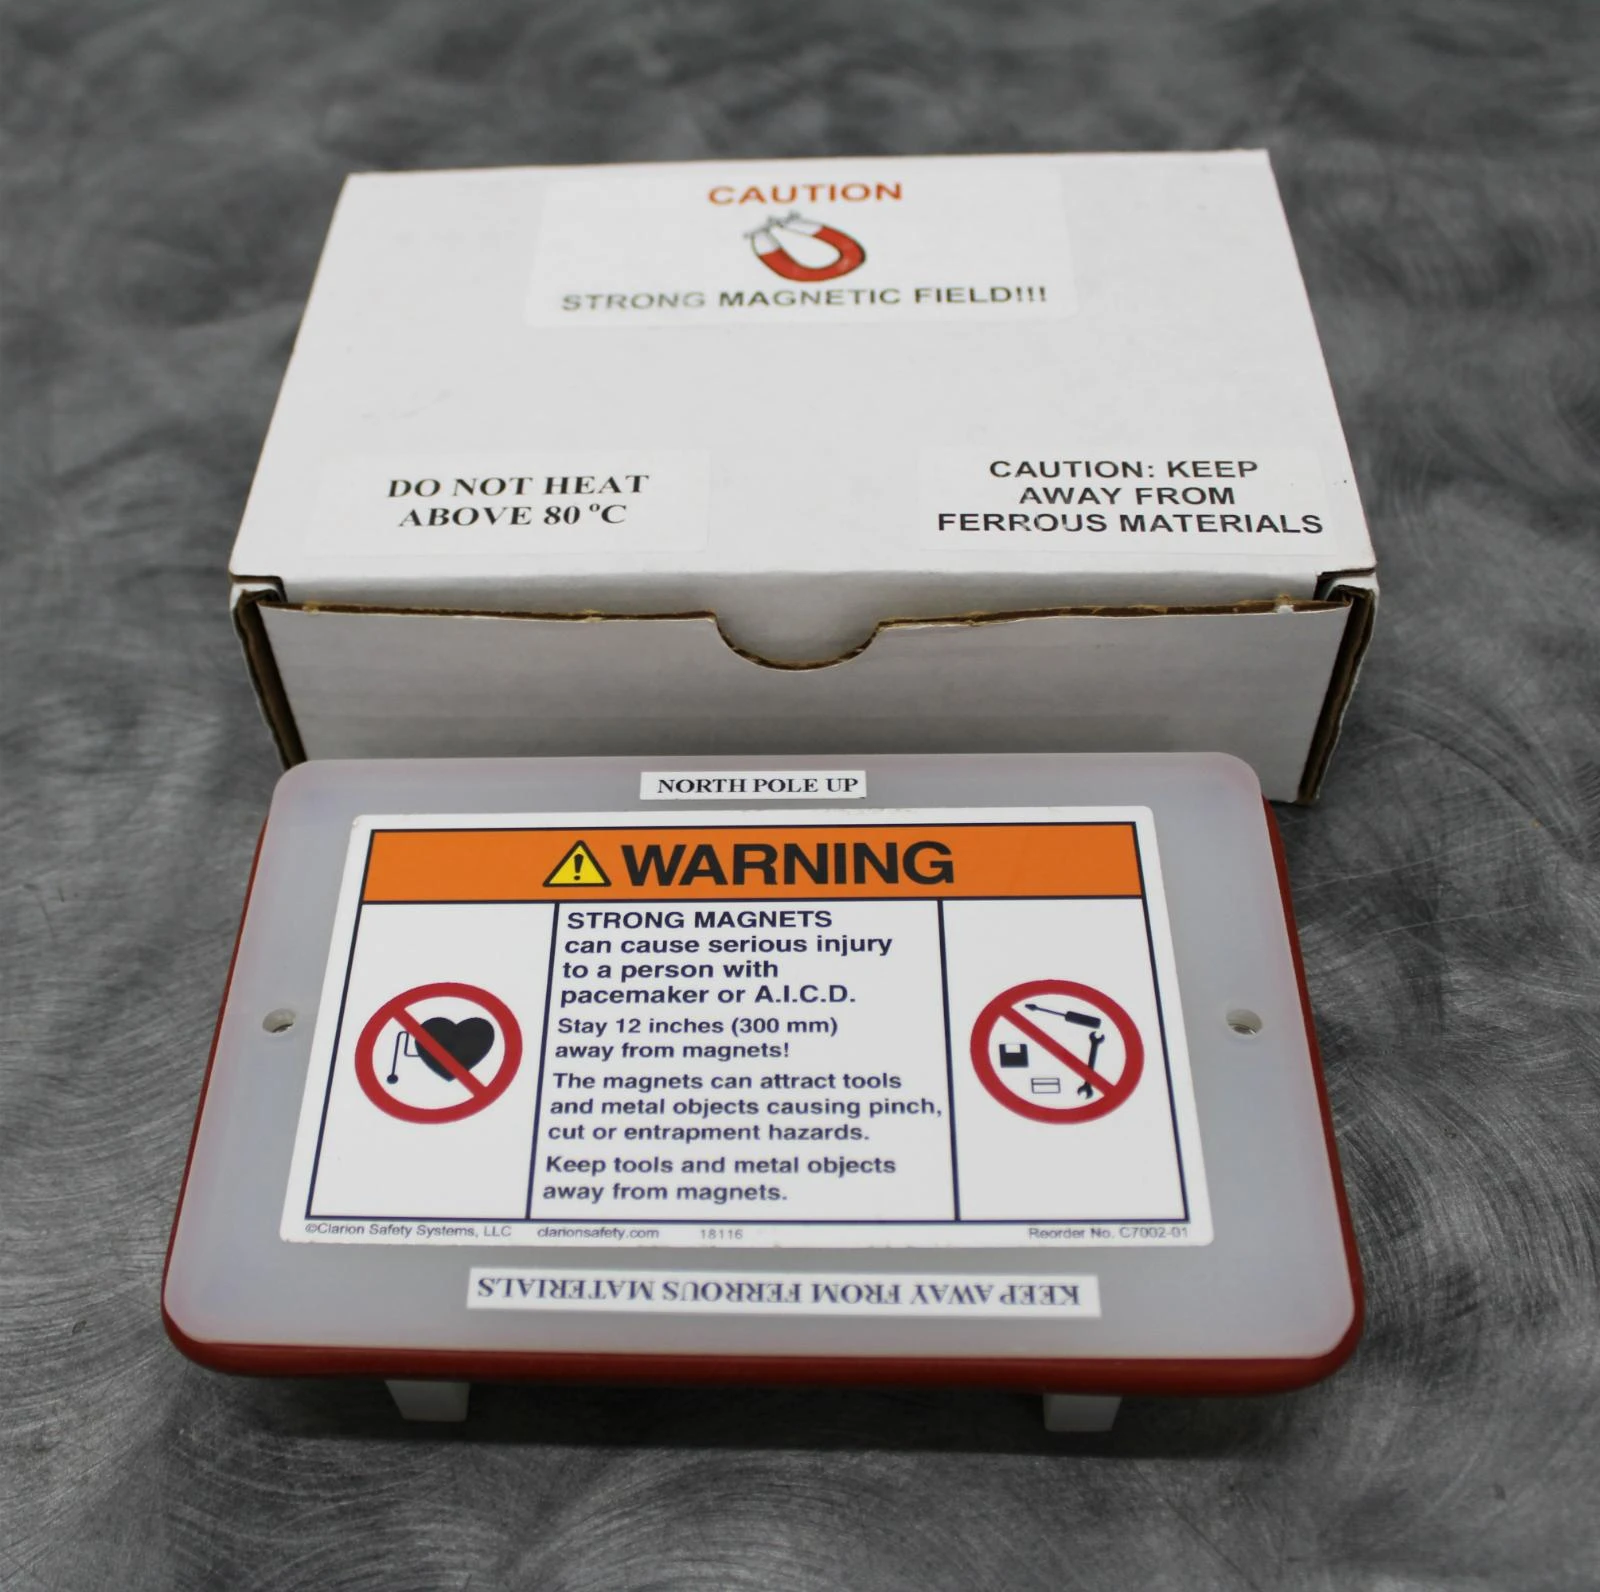 CAUTION
STRONG MAGNETIC FIELD!!!
DO NOT HEAT
ABOVE 80 ºC
CAUTION: KEEP
AWAY FROM
FERROUS MATERIALS
NORTH POLE UP
WARNING
STRONG MAGNETS
can cause serious injury
to a person with
pacemaker or A.I.C.D.
Stay 12 inches (300 mm)
away from magnets!
The magnets can attract tools
and metal objects causing pinch,
cut or entrapment hazards.
Keep tools and metal objects
away from magnets.
©Clarion Safety Systems, LLC clarionsafety.com 18116 Reorder No. C7002-01
KEEP AWAY FROM FERROUS MATERIALS